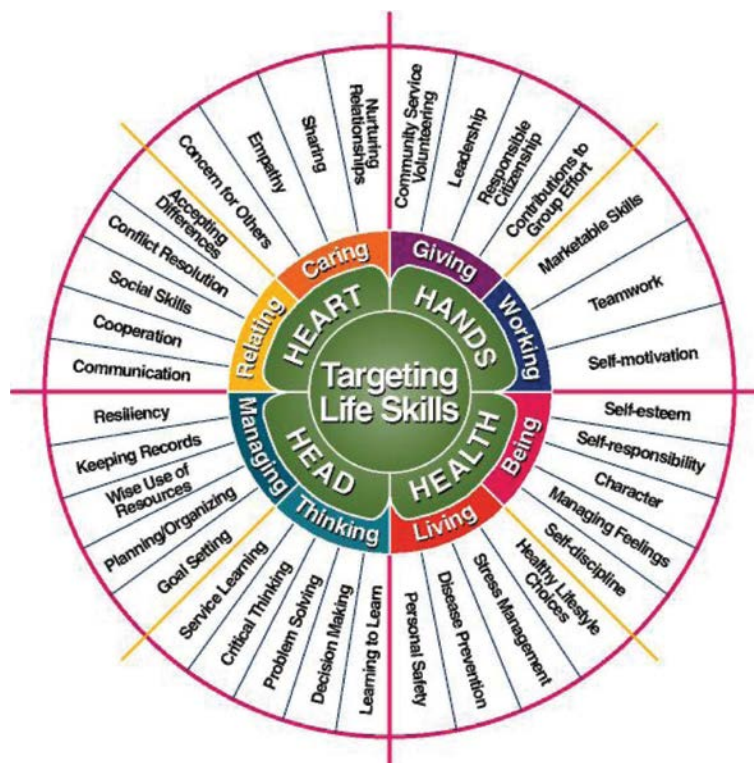 Targeting
Life Skills
HEART
HANDS
HEALTH
HEAD
Relating
Caring
Giving
Working
Being
Living
Thinking
Managing
Communication
Cooperation
Social Skills
Conflict Resolution
Accepting
Differences
Concern for Others
Empathy
Sharing
Nurturing
Relationships
Community Service
Volunteering
Leadership
Responsible
Citizenship
Contributions to
Group Effort
Marketable Skills
Teamwork
Self-motivation
Self-esteem
Self-responsibility
Character
Managing Feelings
Self-discipline
Healthy Lifestyle
Choices
Stress Management
Disease Prevention
Personal Safety
Learning to Learn
Decision Making
Problem Solving
Critical Thinking
Service Learning
Goal Setting
Planning/Organizing
Wise Use of
Resources
Keeping Records
Resiliency